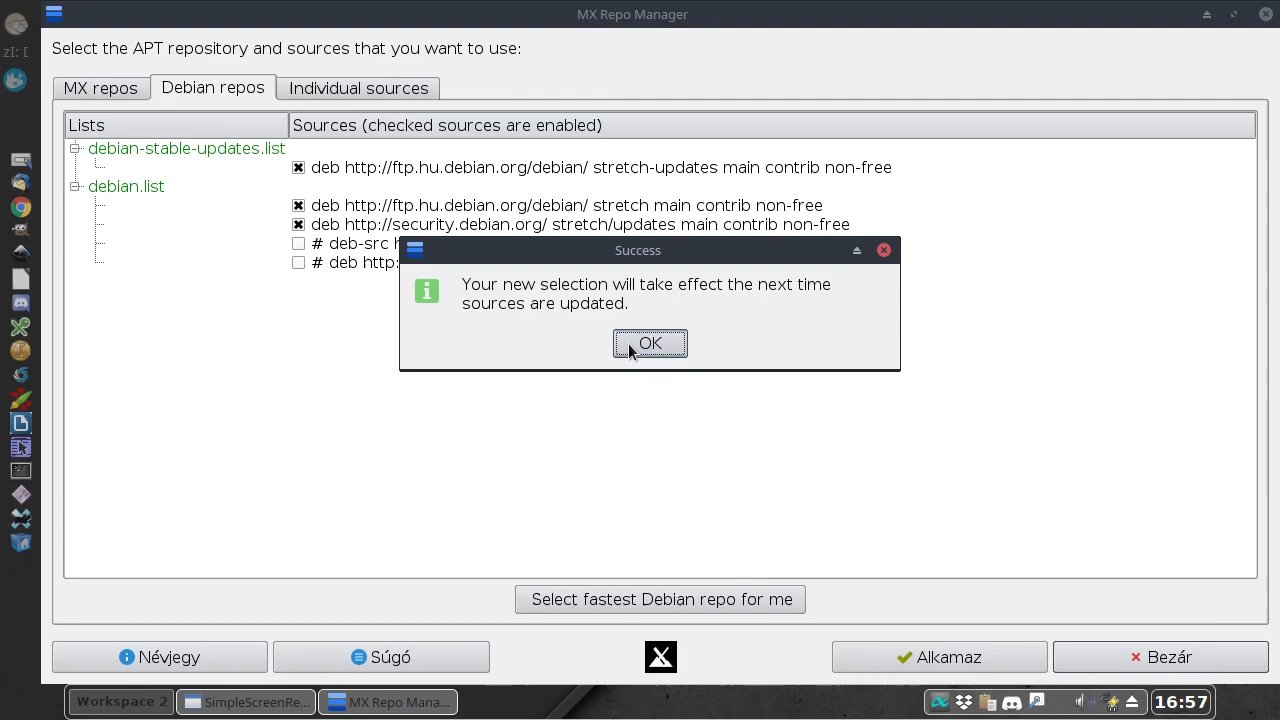 MX Repo Manager
Select the APT repository and sources that you want to use:
MX repos
Debian repos
Individual sources
Lists
Sources (checked sources are enabled)
debian-stable-updates.list
deb http://ftp.hu.debian.org/debian/ stretch-updates main contrib non-free
debian.list
deb http://ftp.hu.debian.org/debian/ stretch main contrib non-free
deb http://security.debian.org/ stretch/updates main contrib non-free
# deb-src h
# deb http:
Success
Your new selection will take effect the next time
sources are updated.
OK
Select fastest Debian repo for me
Névjegy
Súgó
Alkamaz
Bezár
Workspace 2
SimpleScreenRe...
MX Repo Mana...
16:57